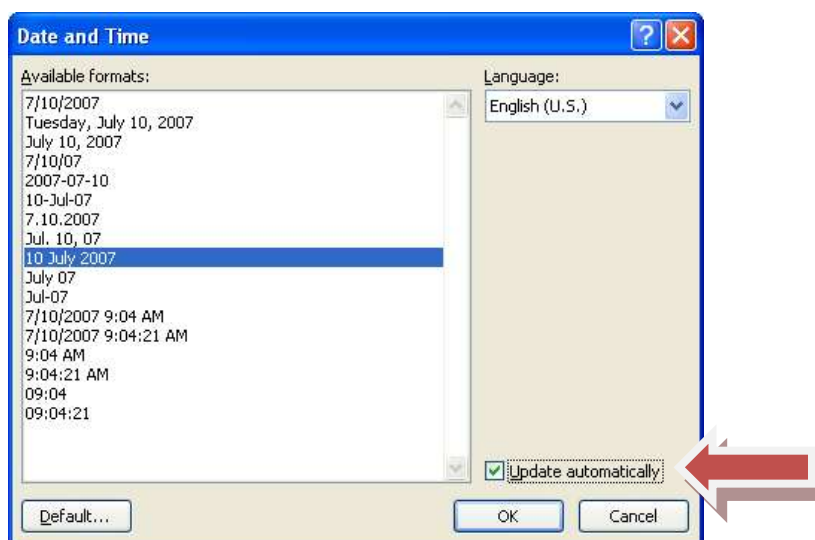 Date and Time
Available formats:
Language:
7/10/2007
English (U.S.)
Tuesday, July 10, 2007
July 10, 2007
7/10/07
2007-07-10
10-Jul-07
7.10.2007
Jul. 10, 07
10 July 2007
July 07
Jul-07
7/10/2007 9:04 AM
7/10/2007 9:04:21 AM
9:04 AM
9:04:21 AM
09:04
09:04:21
Update automatically
Default...
OK
Cancel